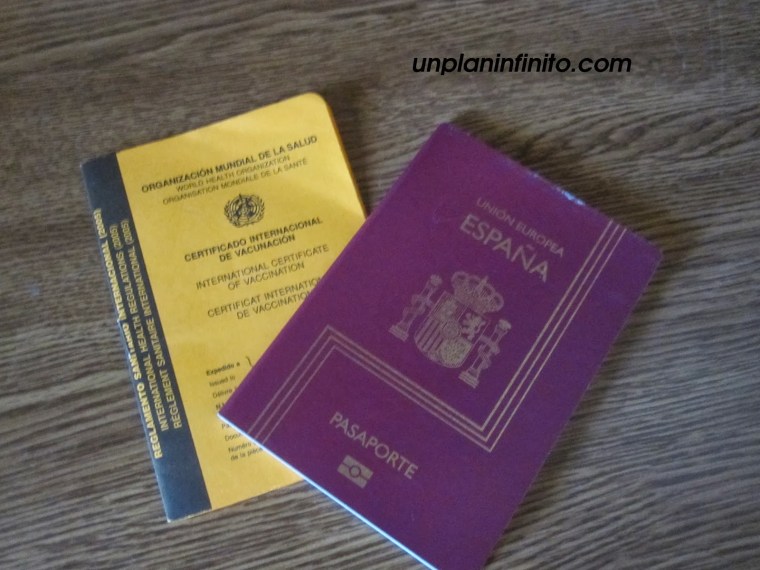 unplaninfinito.com
ORGANIZACIÓN MUNDIAL DE LA SALUD
WORLD HEALTH ORGANIZATION
ORGANISATION MONDIALE DE LA SANTÉ
CERTIFICADO INTERNACIONAL
DE VACUNACIÓN
INTERNATIONAL CERTIFICATE
OF VACCINATION
CERTIFICAT INTERNATION
DE VACCINATION
Expedido a
Issued to
REGLAMENTO SANITARIO INTERNACIONAL (2005)
INTERNATIONAL HEALTH REGULATIONS (2005)
REGLEMENT SANITAIRE INTERNATIONAL (2005)
UNIÓN EUROPEA
ESPAÑA
PASAPORTE